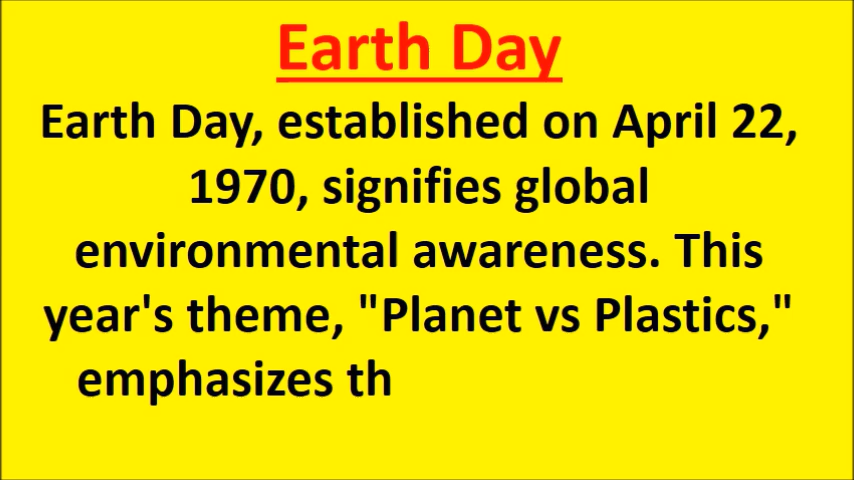 Earth Day
Earth Day, established on April 22,
1970, signifies global
environmental awareness. This
year's theme, "Planet vs Plastics,"
emphasizes th